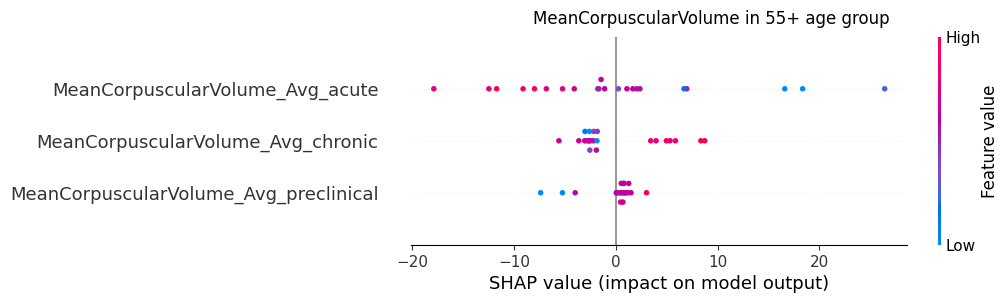 MeanCorpuscularVolume in 55+ age group
High
MeanCorpuscularVolume_Avg_acute
MeanCorpuscularVolume_Avg_chronic
MeanCorpuscularVolume_Avg_preclinical
Feature value
Low
−20 −10 0 10 20
SHAP value (impact on model output)